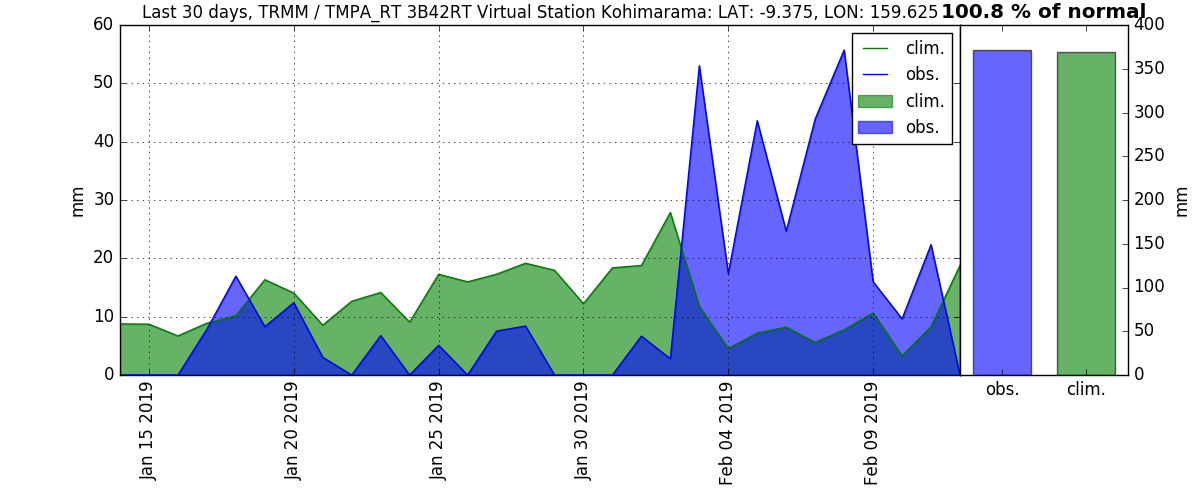 Last 30 days, TRMM / TMPA_RT 3B42RT Virtual Station Kohimarama: LAT: -9.375, LON: 159.625 100.8 % of normal
60
50
40
30
20
10
0
mm
clim.
obs.
clim.
obs.
400
350
300
250
200
150
100
50
0
mm
Jan 15 2019
Jan 20 2019
Jan 25 2019
Jan 30 2019
Feb 04 2019
Feb 09 2019
obs.
clim.